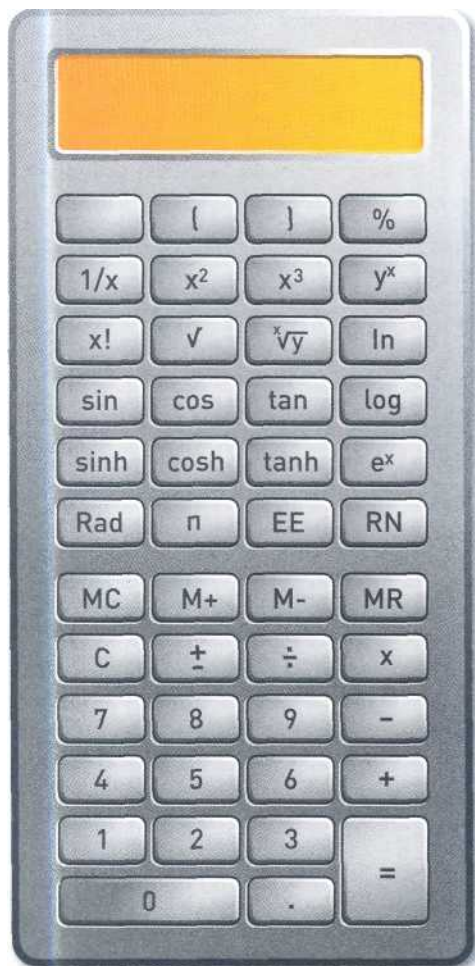 ( ) %
1/x x² x³ yˣ
x! √ ˣ√y In
sin cos tan log
sinh cosh tanh eˣ
Rad π EE RN
MC M+ M- MR
C ± ÷ x
7 8 9 −
4 5 6 +
1 2 3
0 . =